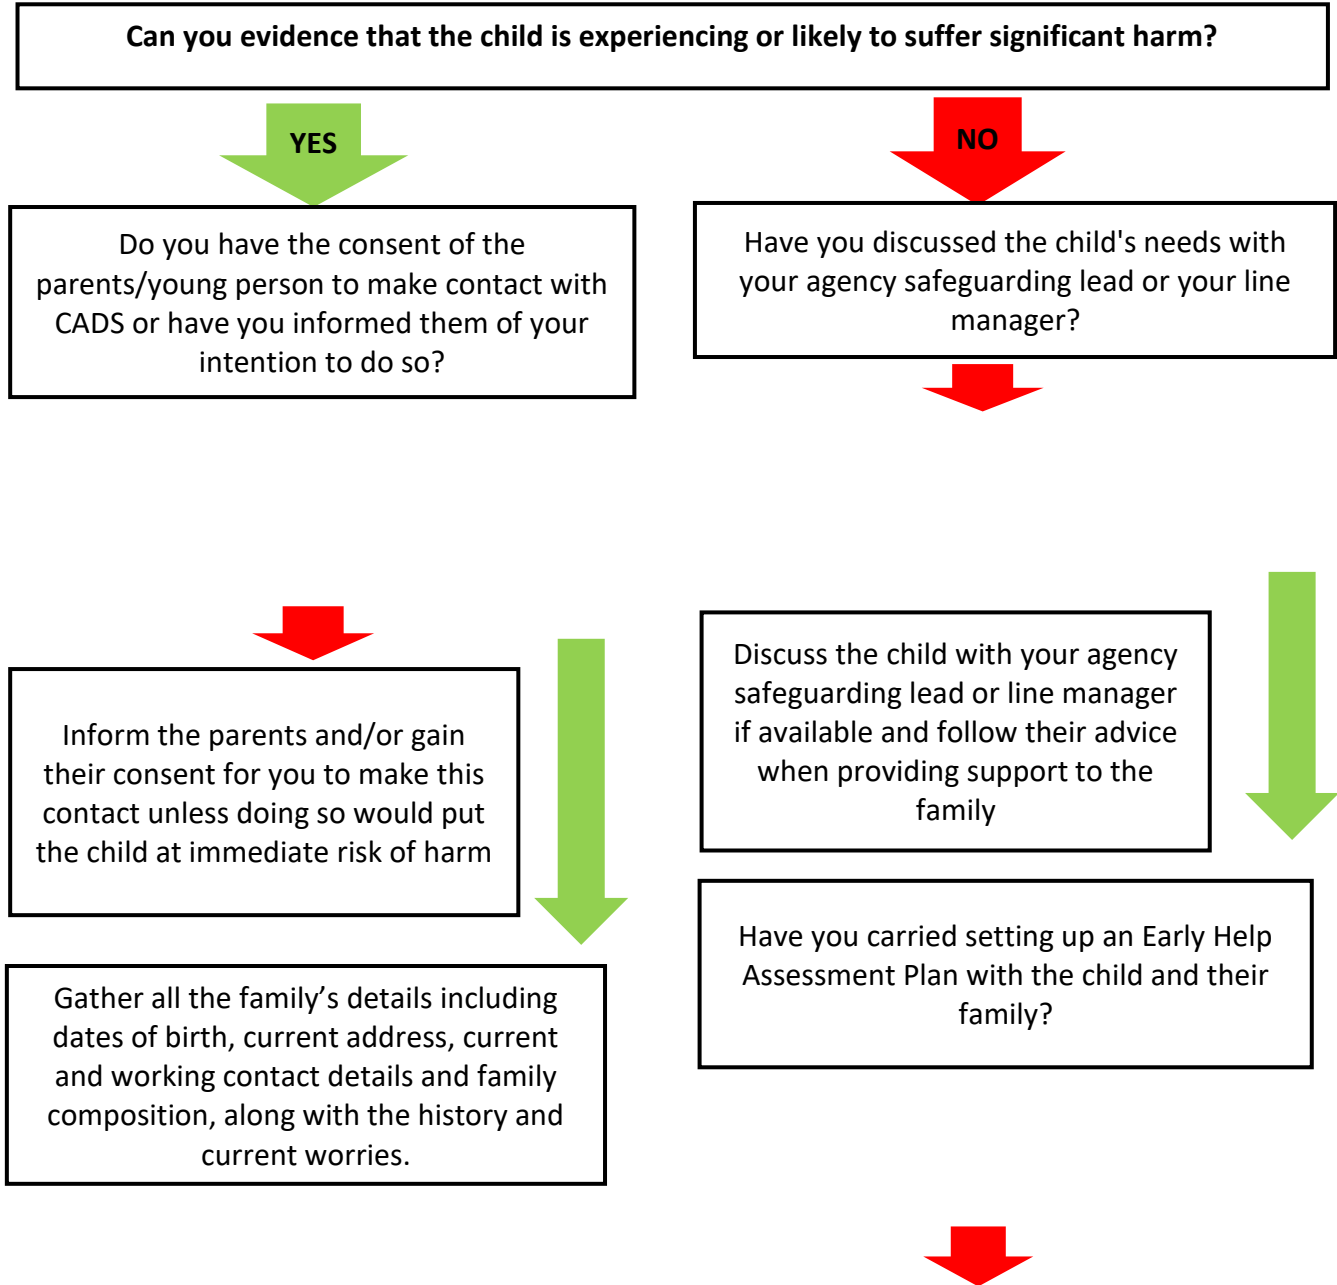 Can you evidence that the child is experiencing or likely to suffer significant harm?
YES
NO
Do you have the consent of the
parents/young person to make contact with
CADS or have you informed them of your
intention to do so?
Have you discussed the child's needs with
your agency safeguarding lead or your line
manager?
Inform the parents and/or gain
their consent for you to make this
contact unless doing so would put
the child at immediate risk of harm
Discuss the child with your agency
safeguarding lead or line manager
if available and follow their advice
when providing support to the
family
Gather all the family’s details including
dates of birth, current address, current
and working contact details and family
composition, along with the history and
current worries.
Have you carried setting up an Early Help
Assessment Plan with the child and their
family?